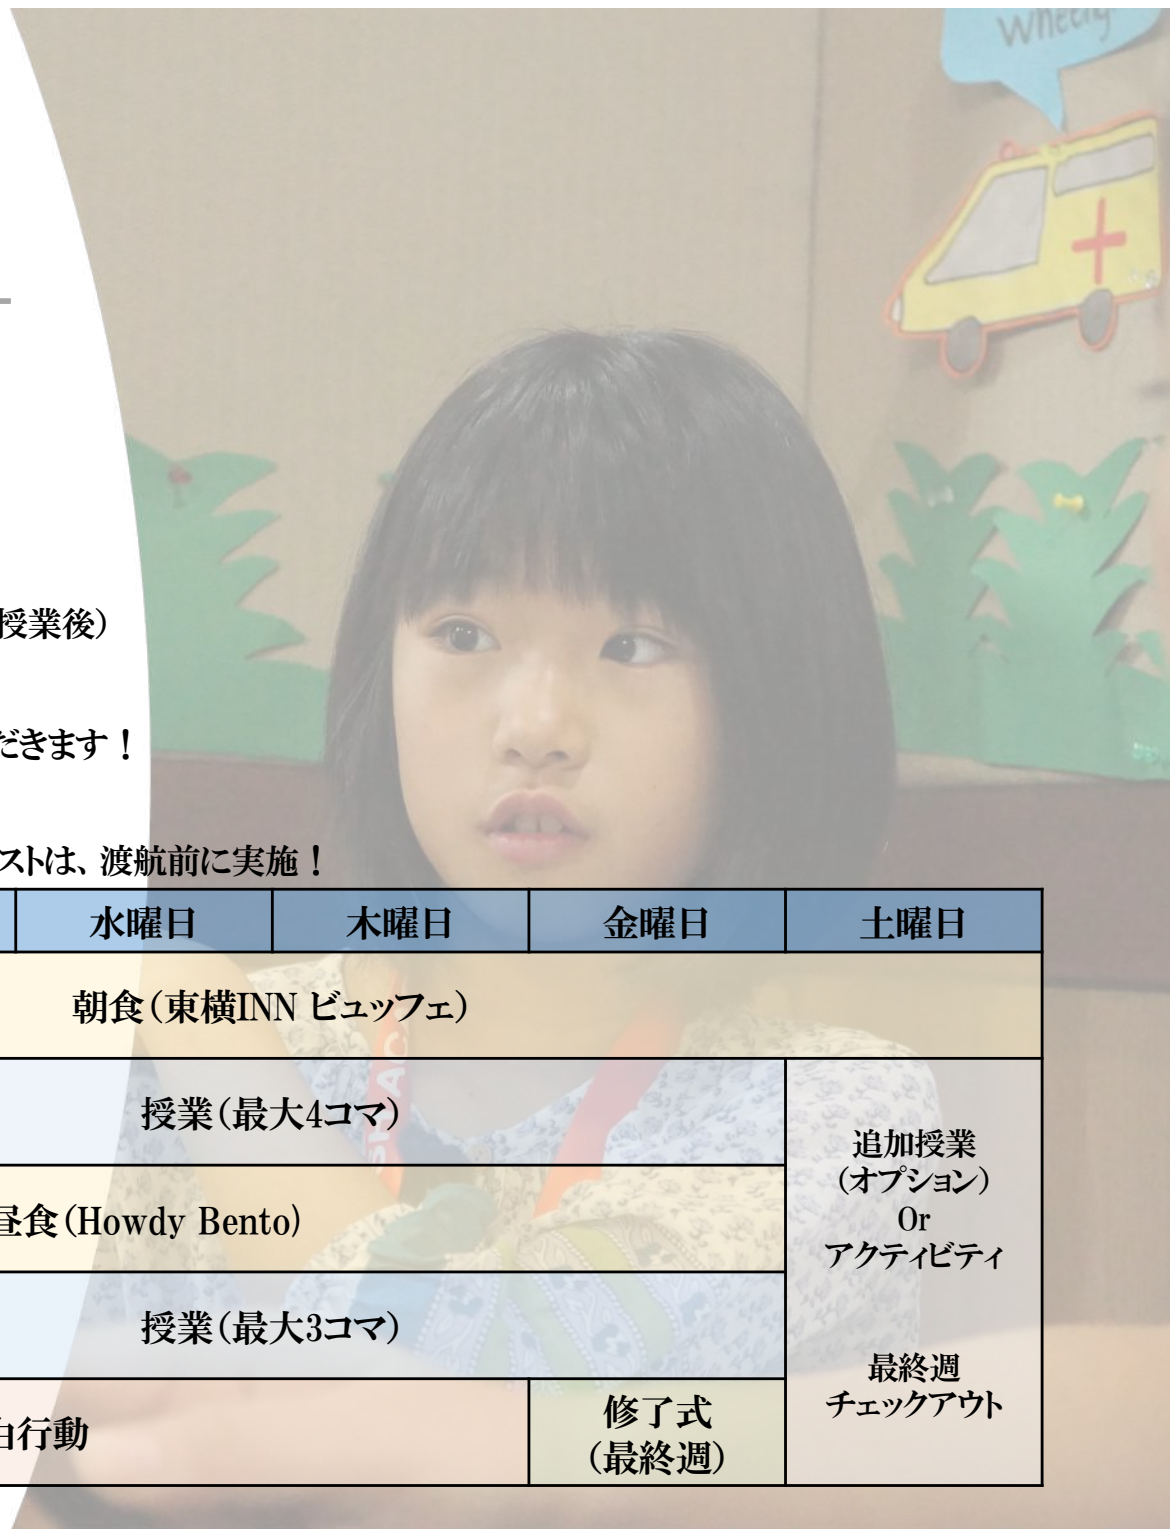 授業後）
だきます！
ストは、渡航前に実施！
水曜日 木曜日 金曜日 土曜日
朝食（東横INN ビュッフェ）
授業（最大4コマ）
追加授業
（オプション）
Or
アクティビティ
昼食（Howdy Bento）
授業（最大3コマ）
最終週
チェックアウト
由行動
修了式
（最終週）